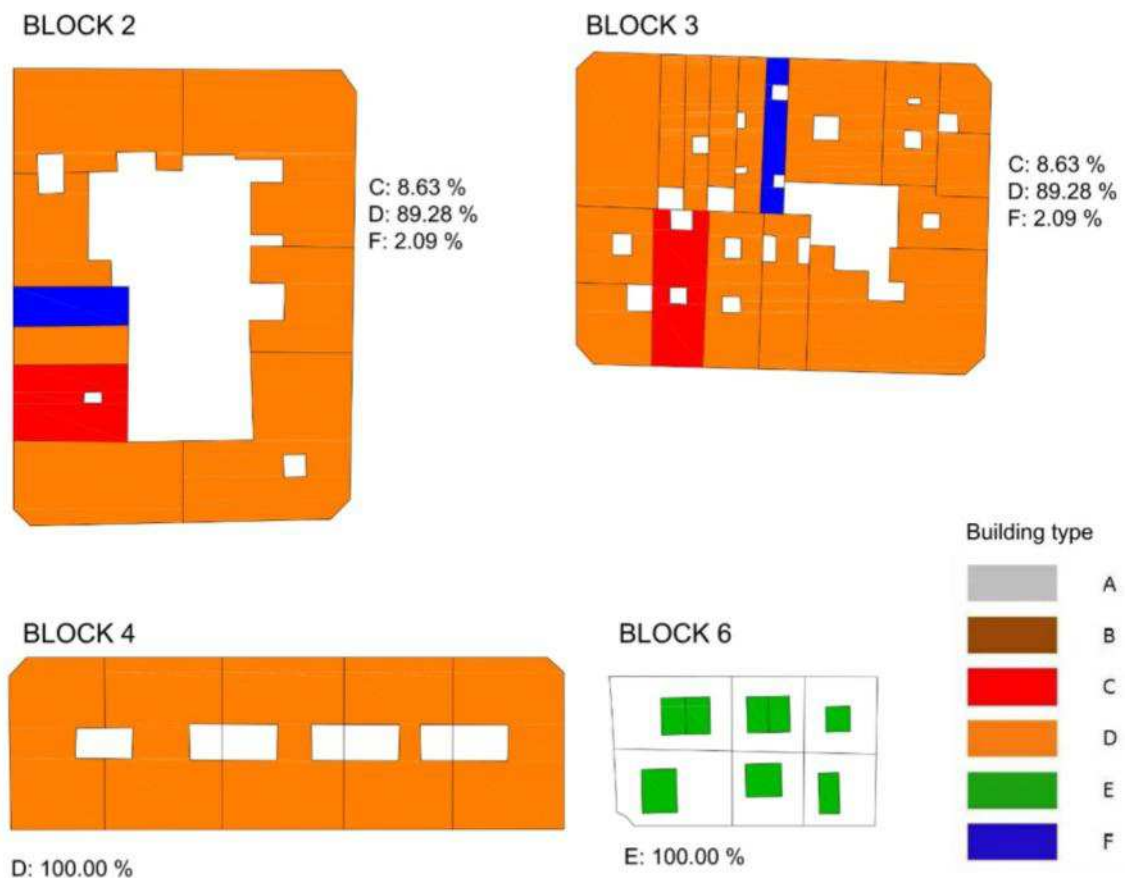 BLOCK 2
C: 8.63 %
D: 89.28 %
F: 2.09 %
BLOCK 3
C: 8.63 %
D: 89.28 %
F: 2.09 %
BLOCK 4
D: 100.00 %
BLOCK 6
E: 100.00 %
Building type
A
B
C
D
E
F